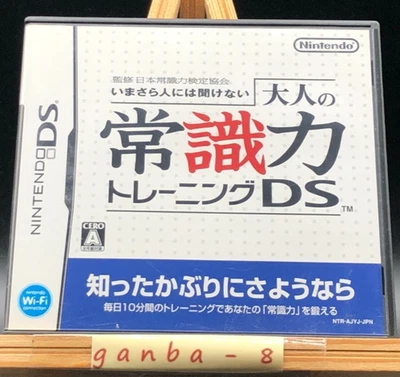 Nintendo
監修 日本常識力検定協会
いまさら人には聞けない
大人の
常識力
トレーニングDS™
NINTENDO DS™
CERO
A
Nintendo
Wi-Fi
CONNECTION
知ったかぶりにさようなら
毎日10分間のトレーニングであなたの「常識力」を鍛える
NTR-AJYJ-JPN
ganba - 8